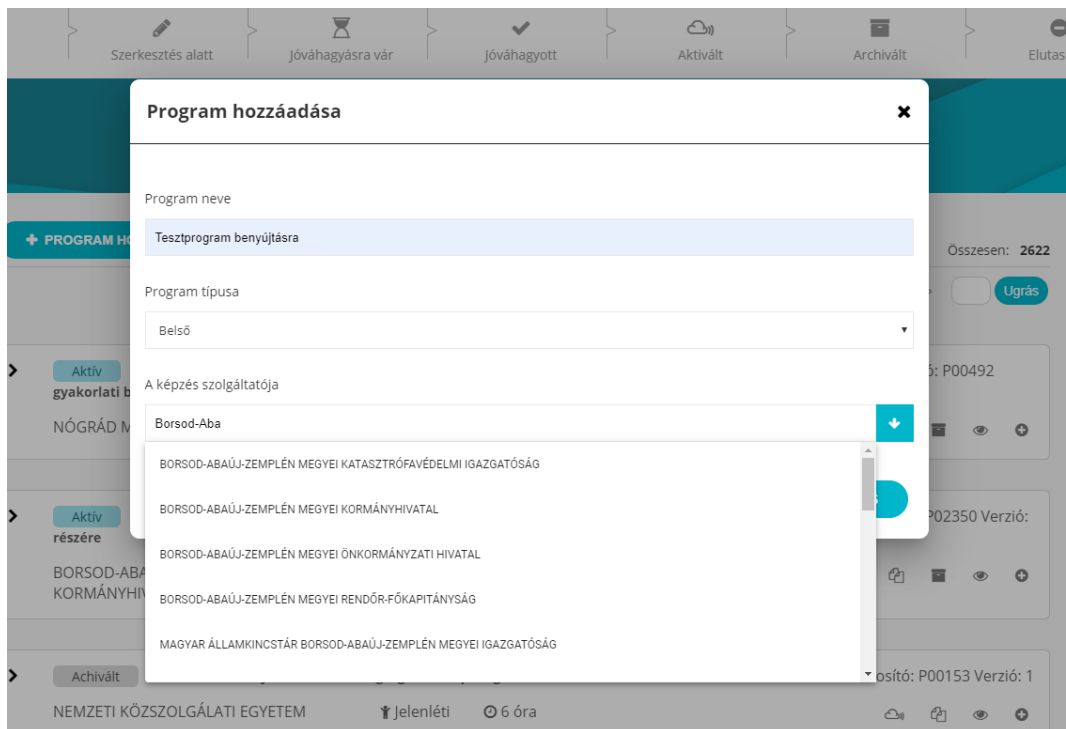 Szerkesztés alatt
Jóváhagyásra vár
Jóváhagyott
Aktivált
Archivált
Elutas
Program hozzáadása
Program neve
Tesztprogram benyújtásra
PROGRAM HO
Összesen: 2622
Program típusa
Ugrás
Belső
Aktív
ó: P00492
gyakorlati b
A képzés szolgáltatója
NÓGRÁD M
Borsod-Aba
BORSOD-ABAÚJ-ZEMPLÉN MEGYEI KATASZTRÓFAVÉDELMI IGAZGATÓSÁG
BORSOD-ABAÚJ-ZEMPLÉN MEGYEI KORMÁNYHIVATAL
Aktív
P02350 Verzió:
részére
BORSOD-ABAÚJ-ZEMPLÉN MEGYEI ÖNKORMÁNYZATI HIVATAL
BORSOD-ABA
KORMÁNYHIV
BORSOD-ABAÚJ-ZEMPLÉN MEGYEI RENDŐR-FŐKAPITÁNYSÁG
MAGYAR ÁLLAMKINCSTÁR BORSOD-ABAÚJ-ZEMPLÉN MEGYEI IGAZGATÓSÁG
Achivált
osító: P00153 Verzió: 1
NEMZETI KÖZSZOLGÁLATI EGYETEM Jelenléti 6 óra